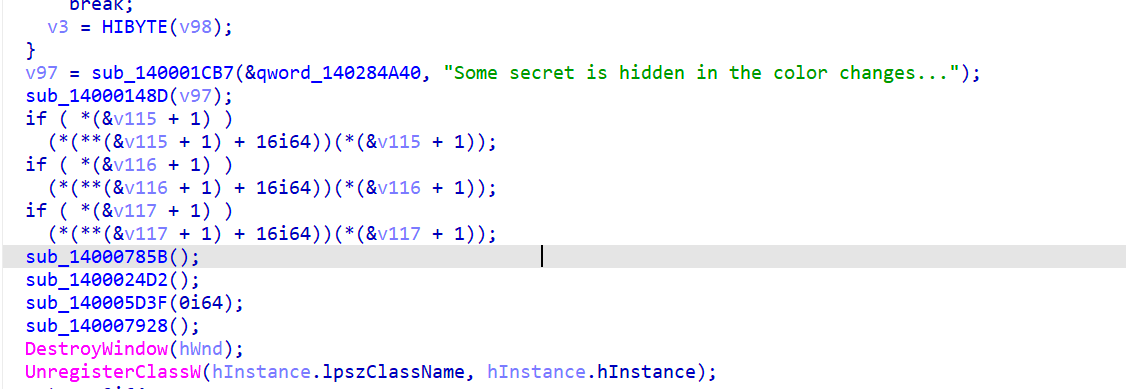 break;
v3 = HIBYTE(v98);
}
v97 = sub_140001CB7(&qword_140284A40, "Some secret is hidden in the color changes...");
sub_14000148D(v97);
if ( *(&v115 + 1) )
(*(**(&v115 + 1) + 16i64))(*(&v115 + 1));
if ( *(&v116 + 1) )
(*(**(&v116 + 1) + 16i64))(*(&v116 + 1));
if ( *(&v117 + 1) )
(*(**(&v117 + 1) + 16i64))(*(&v117 + 1));
sub_14000785B();
sub_1400024D2();
sub_140005D3F(0i64);
sub_140007928();
DestroyWindow(hWnd);
UnregisterClassW(hInstance.lpszClassName, hInstance.hInstance);